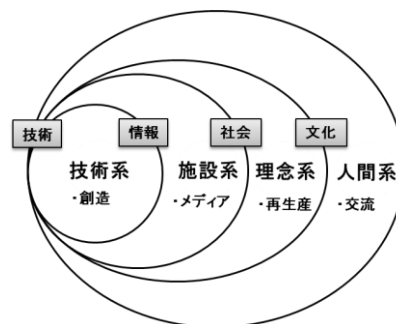 技術
情報
社会
文化
技術系
施設系
理念系
人間系
・創造
・メディア
・再生産
・交流